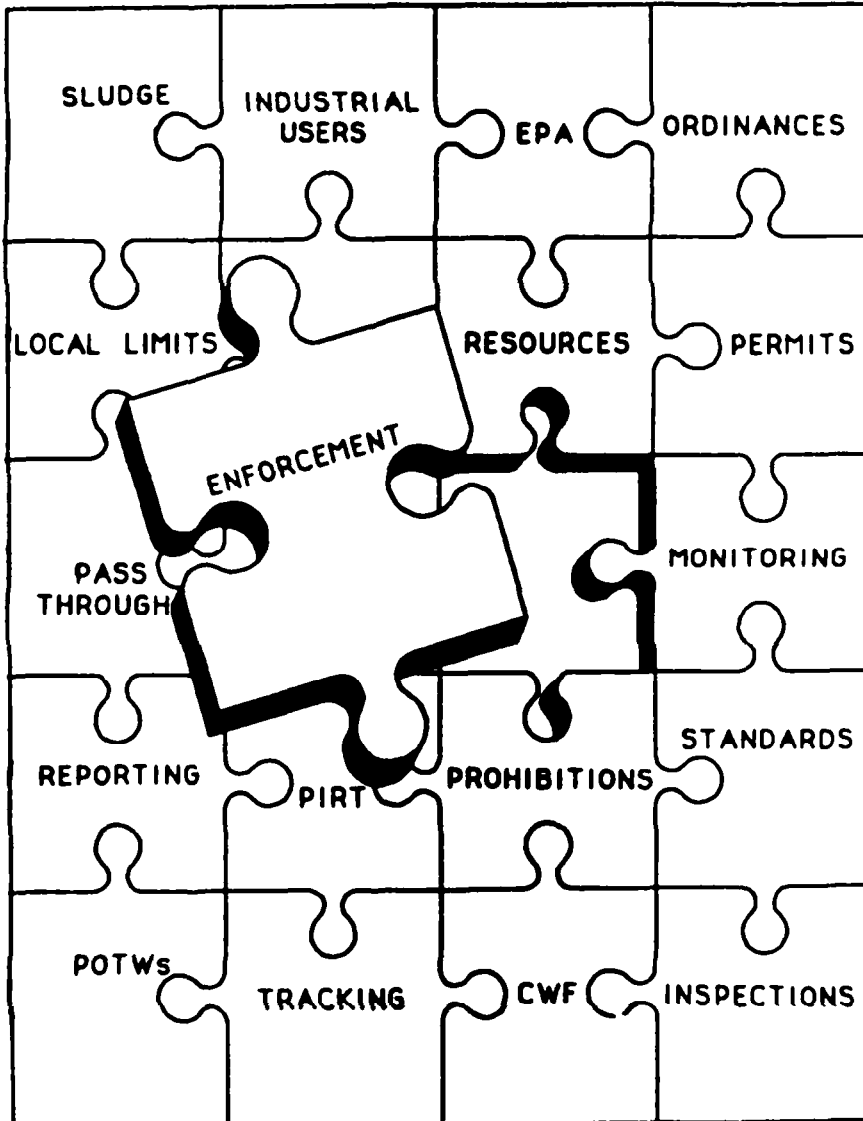 SLUDGE
INDUSTRIAL
USERS
EPA
ORDINANCES
LOCAL LIMITS
RESOURCES
PERMITS
ENFORCEMENT
PASS
THROUGH
MONITORING
REPORTING
PIRT
PROHIBITIONS
STANDARDS
POTWs
TRACKING
CWF
INSPECTIONS